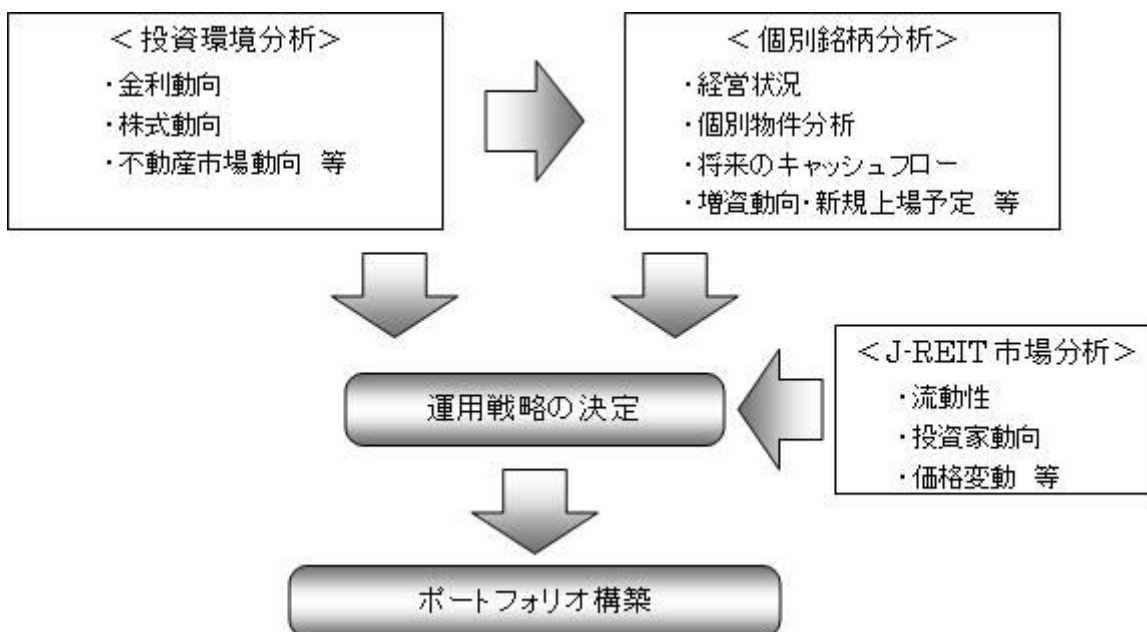 ＜投資環境分析＞
・金利動向
・株式動向
・不動産市場動向 等
＜個別銘柄分析＞
・経営状況
・個別物件分析
・将来のキャッシュフロー
・増資動向・新規上場予定 等
＜J-REIT 市場分析＞
・流動性
・投資家動向
・価格変動 等
運用戦略の決定
ポートフォリオ構築